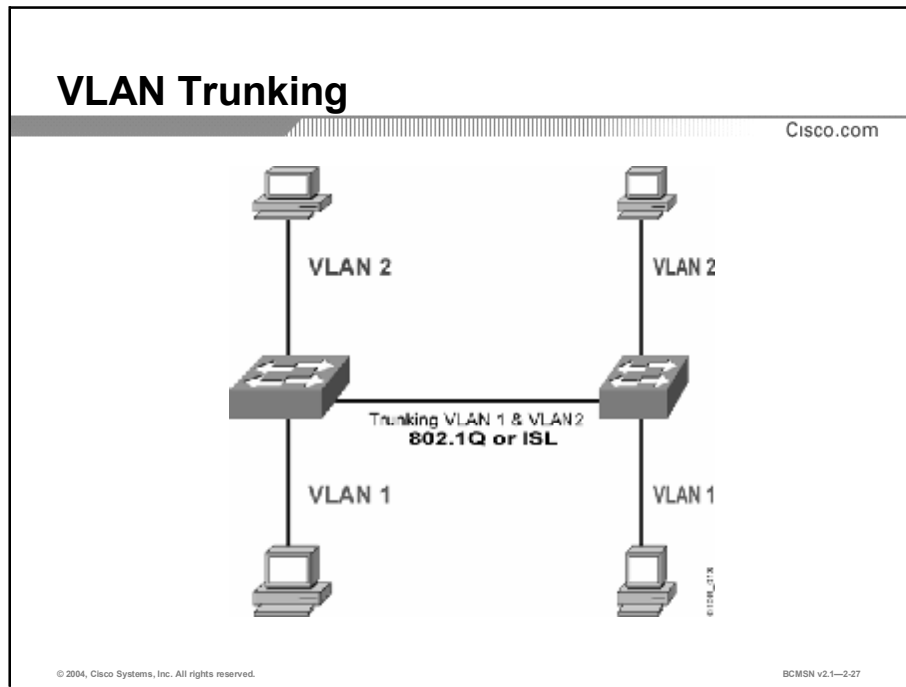 VLAN Trunking
Cisco.com
VLAN 2
VLAN 2
Trunking VLAN 1 & VLAN2
802.1Q or ISL
VLAN 1
VLAN 1
© 2004, Cisco Systems, Inc. All rights reserved.
BCMSN v2.1—2-27